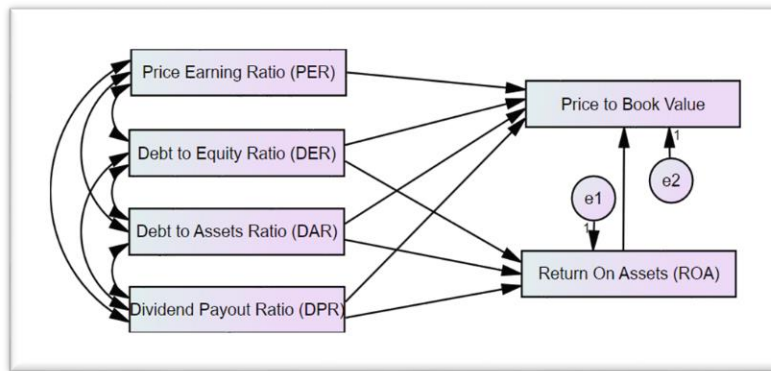 Price Earning Ratio (PER)
Price to Book Value
1
Debt to Equity Ratio (DER)
e1
e2
Debt to Assets Ratio (DAR)
1
Return On Assets (ROA)
Dividend Payout Ratio (DPR)